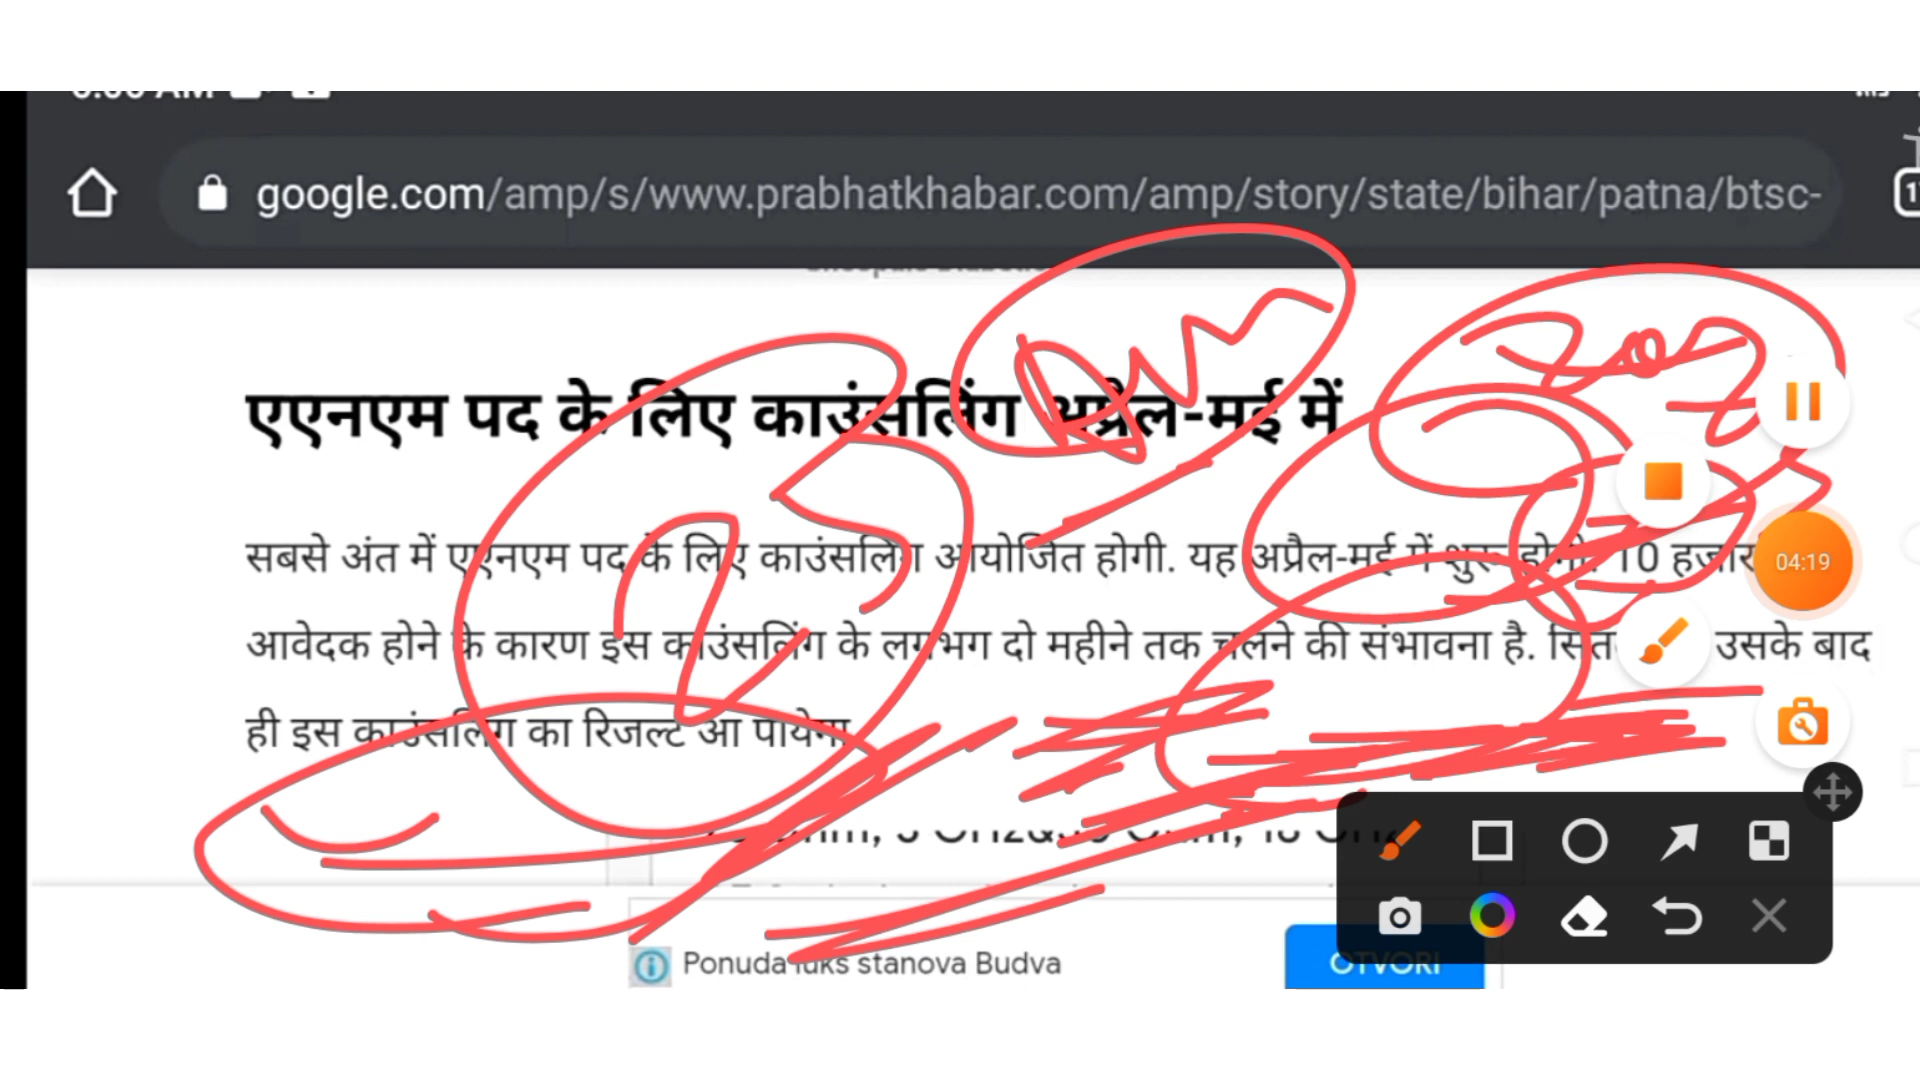 google.com/amp/s/www.prabhatkhabar.com/amp/story/state/bihar/patna/btsc-
एएनएम पद के लिए काउंसलिंग अप्रैल-मई में
सबसे अंत में एएनएम पद के लिए काउंसलिंग आयोजित होगी. यह अप्रैल-मई में शुरू होगी. 10 हजार
04:19
आवेदक होने के कारण इस काउंसलिंग के लगभग दो महीने तक चलने की संभावना है. उसके बाद
ही इस काउंसलिंग का रिजल्ट आ पायेगा
Ponuda luks stanova Budva
OTVORI